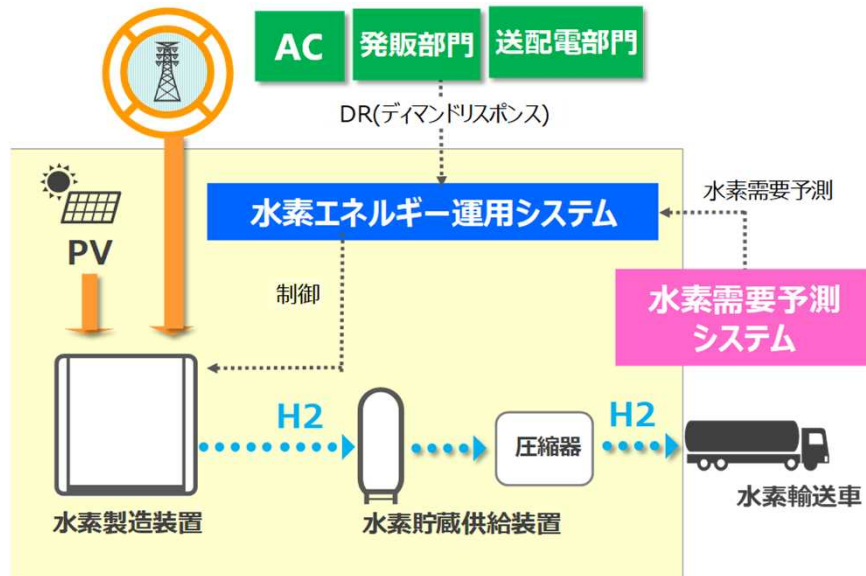 AC
発販部門
送配電部門
DR(ディマンドリスポンス)
水素エネルギー運用システム
水素需要予測
PV
制御
水素需要予測
システム
H2
H2
圧縮器
水素製造装置
水素貯蔵供給装置
水素輸送車